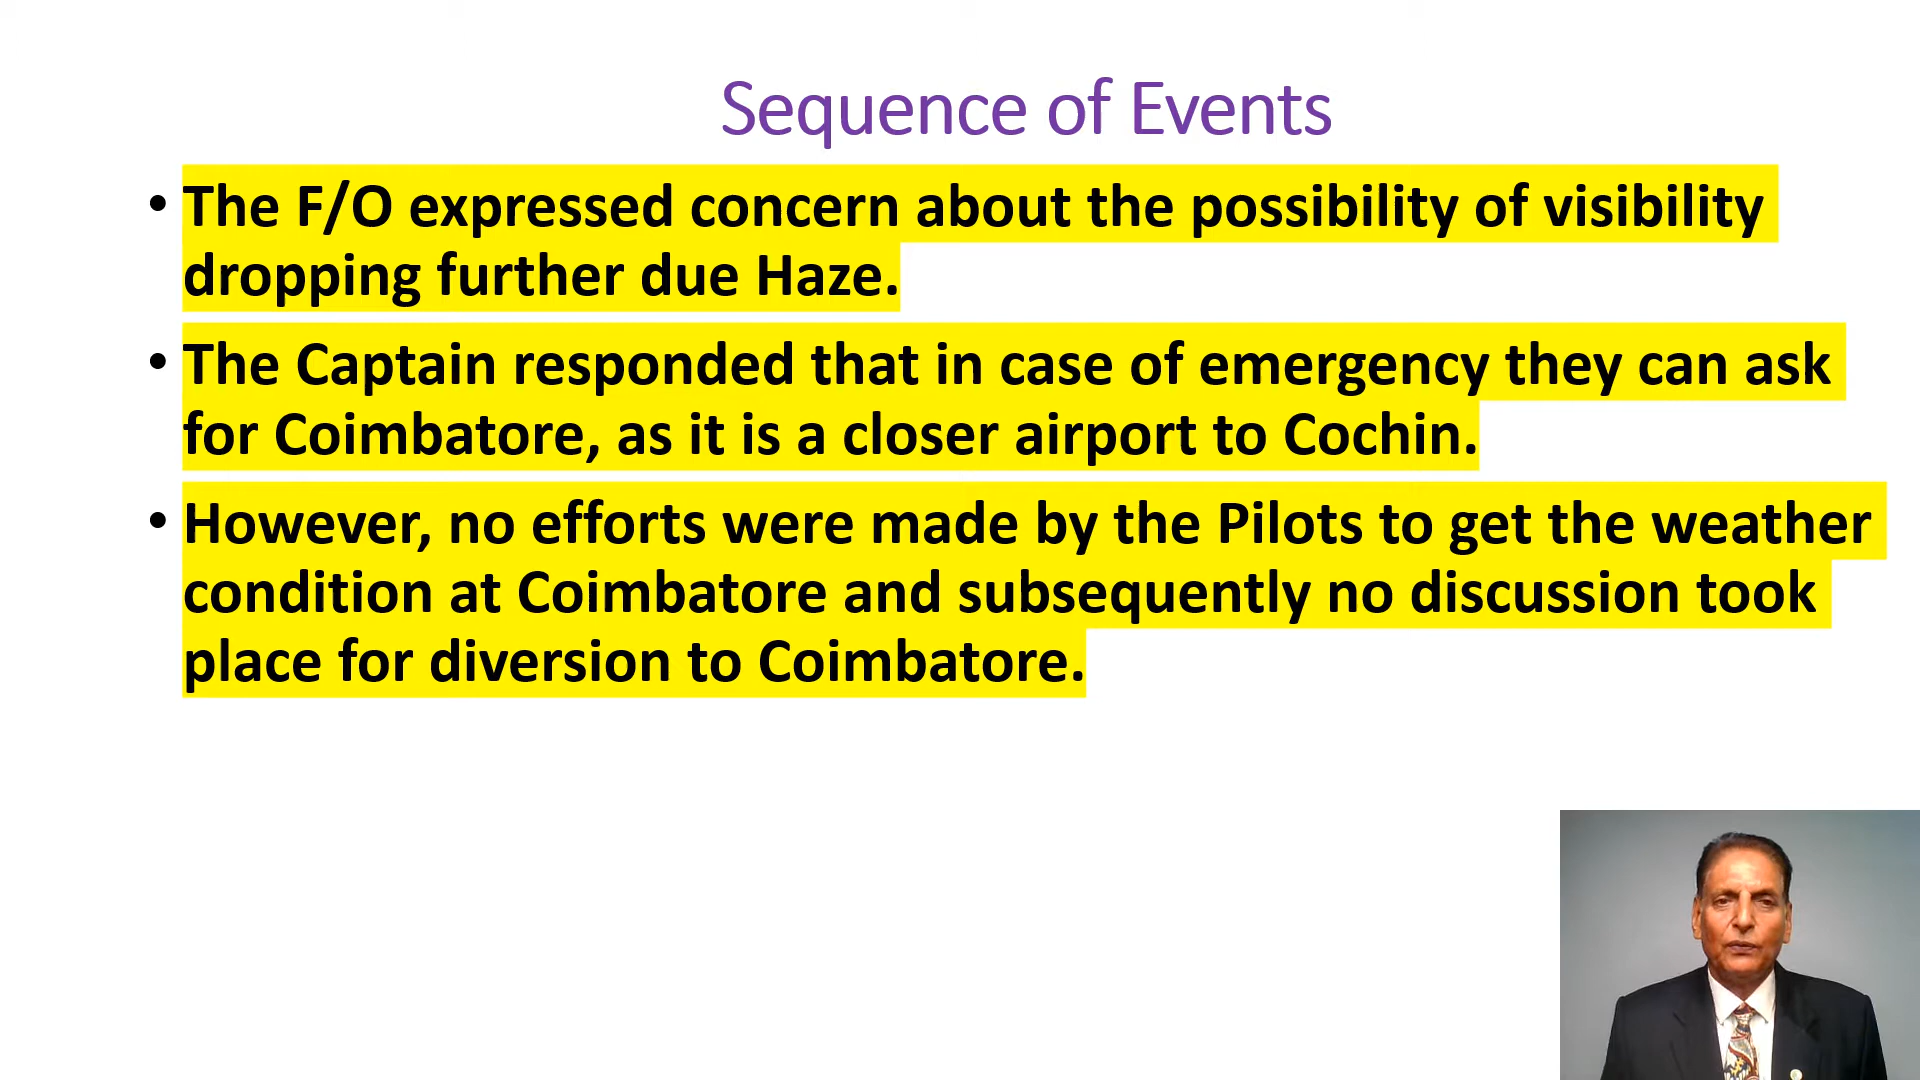 Sequence of Events
• The F/O expressed concern about the possibility of visibility
dropping further due Haze.
• The Captain responded that in case of emergency they can ask
for Coimbatore, as it is a closer airport to Cochin.
• However, no efforts were made by the Pilots to get the weather
condition at Coimbatore and subsequently no discussion took
place for diversion to Coimbatore.